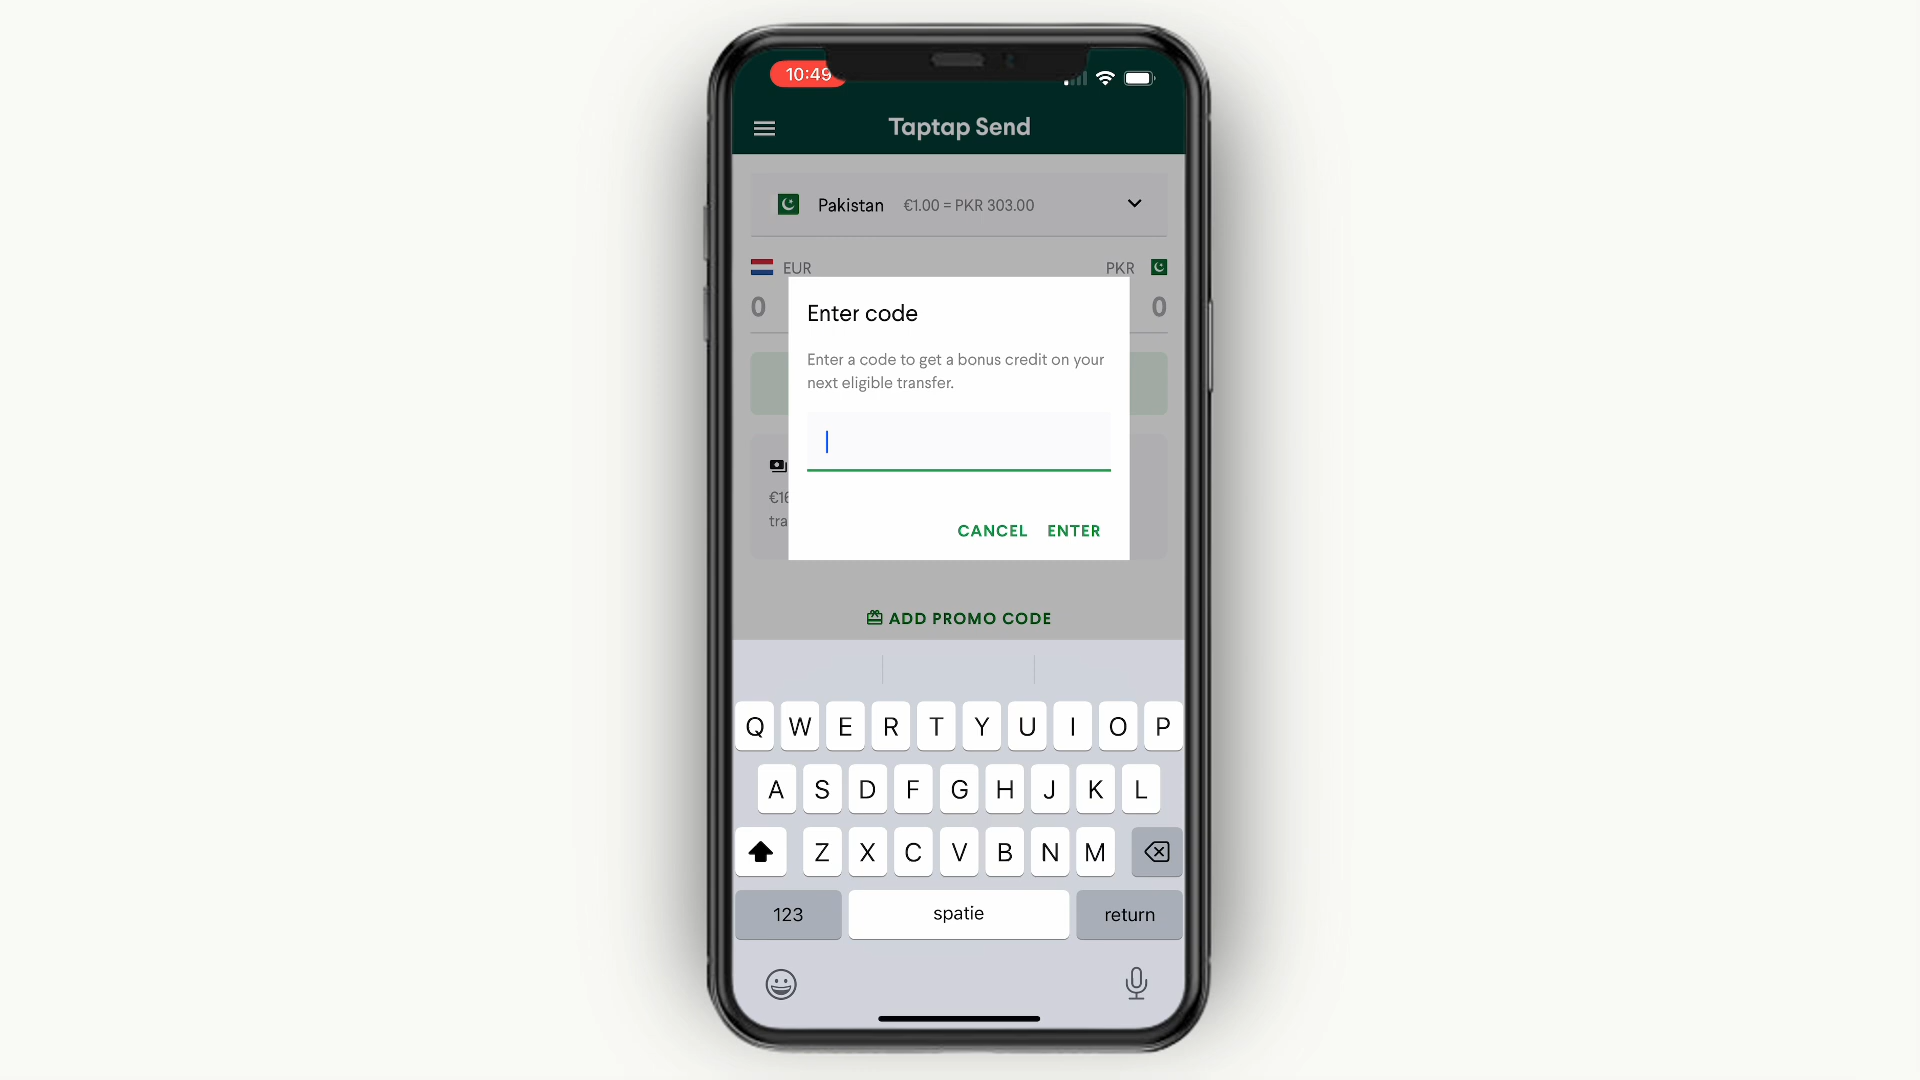 10:49
Taptap Send
Pakistan €1.00 = PKR 303.00
EUR PKR
0 0
Enter code
Enter a code to get a bonus credit on your
next eligible transfer.
CANCEL ENTER
ADD PROMO CODE
Q W E R T Y U I O P
A S D F G H J K L
Z X C V B N M
123 spatie return